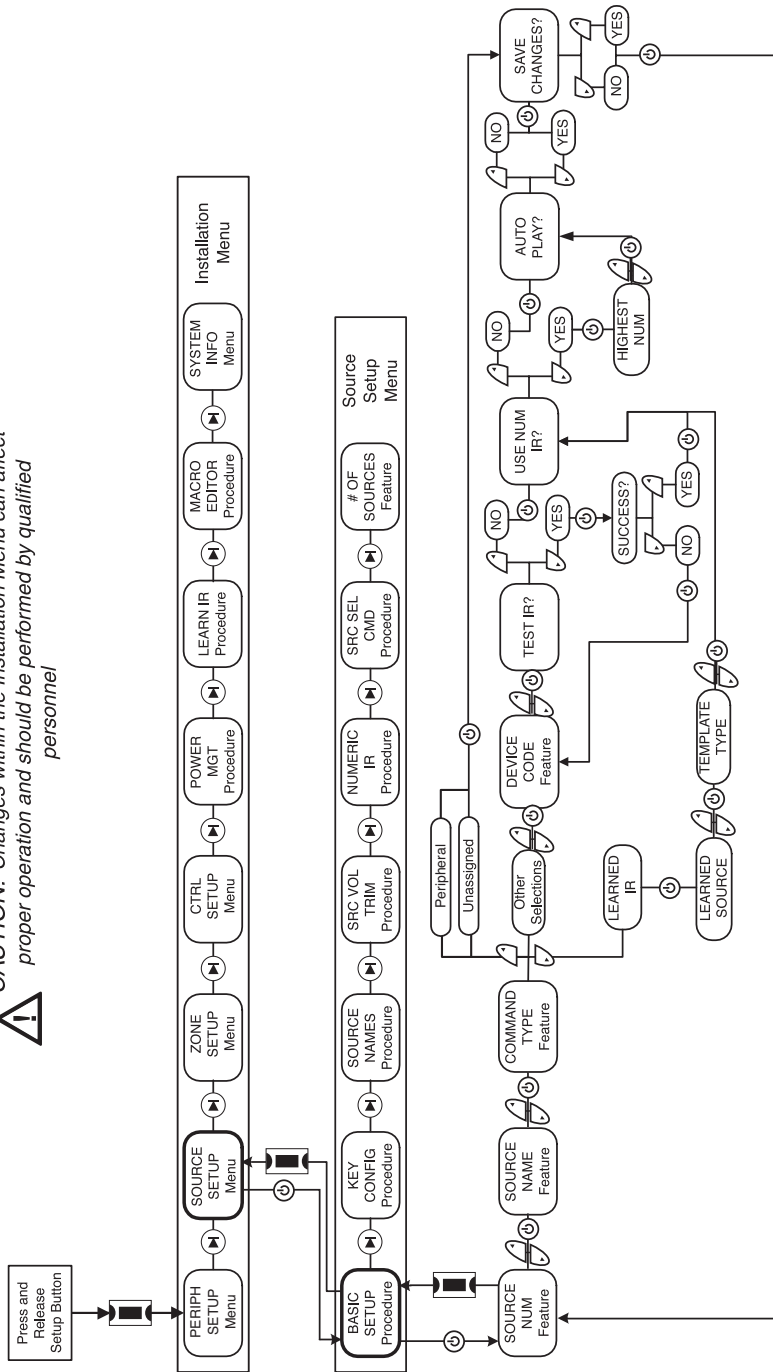 CAUTION: Changes within the Installation Menu can affect
proper operation and should be performed by qualified
personnel
Press and
Release
Setup Button
PERIPH
SETUP
Menu
SOURCE
SETUP
Menu
ZONE
SETUP
Menu
CTRL
SETUP
Menu
POWER
MGT
Procedure
LEARN IR
Procedure
MACRO
EDITOR
Procedure
SYSTEM
INFO
Menu
Installation
Menu
BASIC
SETUP
Procedure
KEY
CONFIG
Procedure
SOURCE
NAMES
Procedure
SRC VOL
TRIM
Procedure
NUMERIC
IR
Procedure
SRC SEL
CMD
Procedure
# OF
SOURCES
Feature
Source
Setup
Menu
SOURCE
NUM
Feature
SOURCE
NAME
Feature
COMMAND
TYPE
Feature
Peripheral
Unassigned
Other
Selections
DEVICE
CODE
Feature
TEST IR?
NO
YES
SUCCESS?
NO
YES
USE NUM
IR?
NO
YES
HIGHEST
NUM
AUTO
PLAY?
NO
YES
SAVE
CHANGES?
NO
YES
LEARNED
IR
LEARNED
SOURCE
TEMPLATE
TYPE